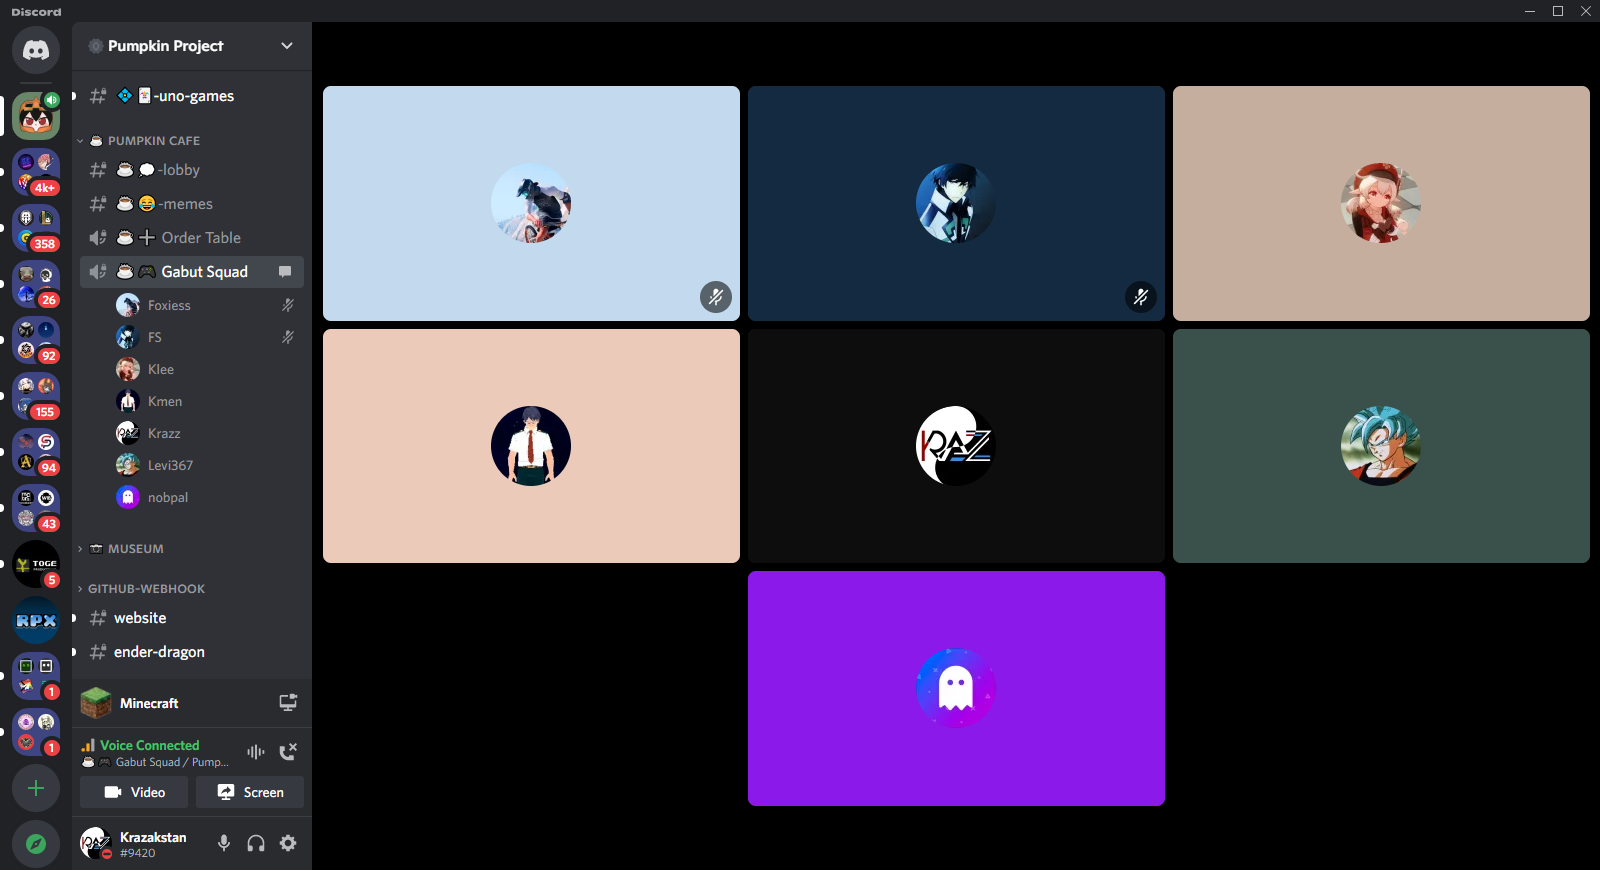 Discord
Pumpkin Project
-uno-games
PUMPKIN CAFE
-lobby
-memes
Order Table
Gabut Squad
Foxiess
FS
Klee
Kmen
Krazz
Levi367
nobpal
MUSEUM
GITHUB-WEBHOOK
website
ender-dragon
Minecraft
Voice Connected
Gabut Squad / Pump...
Video
Screen
Krazakstan
#9420
4k+
358
26
92
155
94
43
TOGE
5
RPX
1
1
KRAZ